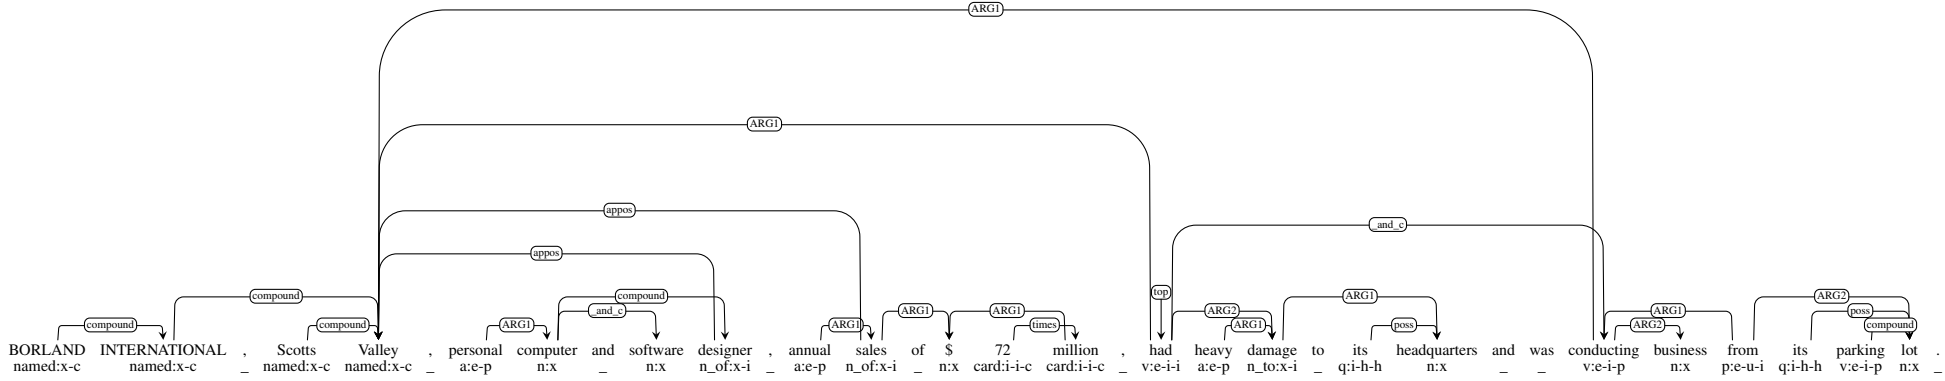 ARG1
ARG1
appos
_and_c
appos
compound compound top ARG1 ARG2
compound compound ARG1 _and_c ARG1 ARG1 ARG1 times ARG2 ARG1 poss ARG1 ARG2 poss compound
BORLAND INTERNATIONAL , Scotts Valley , personal computer and software designer , annual sales of $ 72 million , had heavy damage to its headquarters and was conducting business from its parking lot .
named:x-c named:x-c _ named:x-c named:x-c _ a:e-p n:x _ n:x n_of:x-i _ a:e-p n_of:x-i _ n:x card:i-i-c card:i-i-c _ v:e-i-i a:e-p n_to:x-i _ q:i-h-h n:x _ _ v:e-i-p n:x p:e-u-i q:i-h-h v:e-i-p n:x _